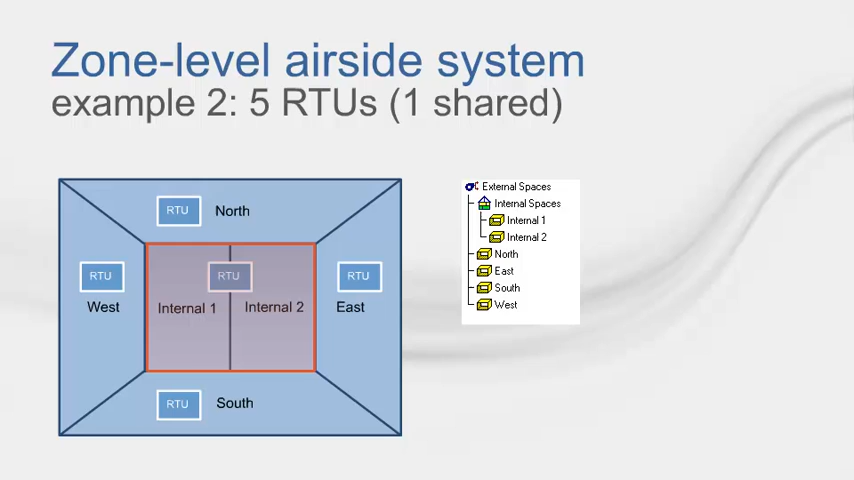 Zone-level airside system
example 2: 5 RTUs (1 shared)
RTU North
RTU RTU RTU
West Internal 1 Internal 2 East
RTU South
External Spaces
Internal Spaces
Internal 1
Internal 2
North
East
South
West